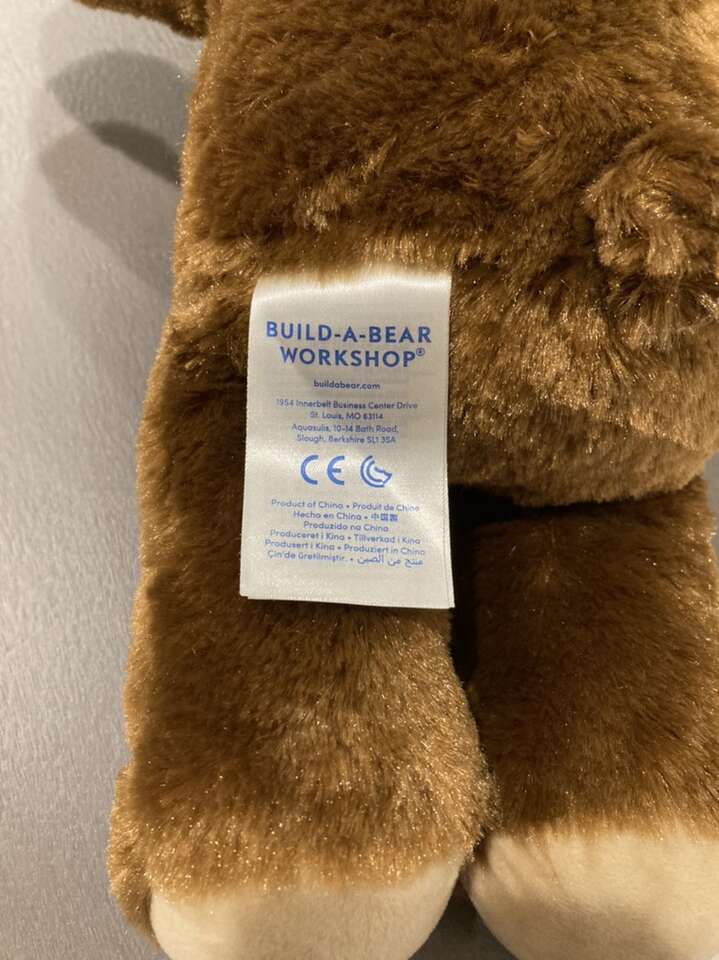 BUILD-A-BEAR
WORKSHOP®
buildabear.com
1954 Innerbelt Business Center Drive
St. Louis, MO 63114
Aquasulis, 10-14 Bath Road,
Slough, Berkshire SL1 3SA
CE
Product of China • Produit de Chine
Hecho en China • 中国製
Produzido na China
Produceret i Kina • Tillverkad i Kina
Produsert i Kina • Produziert in China
Çin'de üretilmiştir. • منتج من الصين